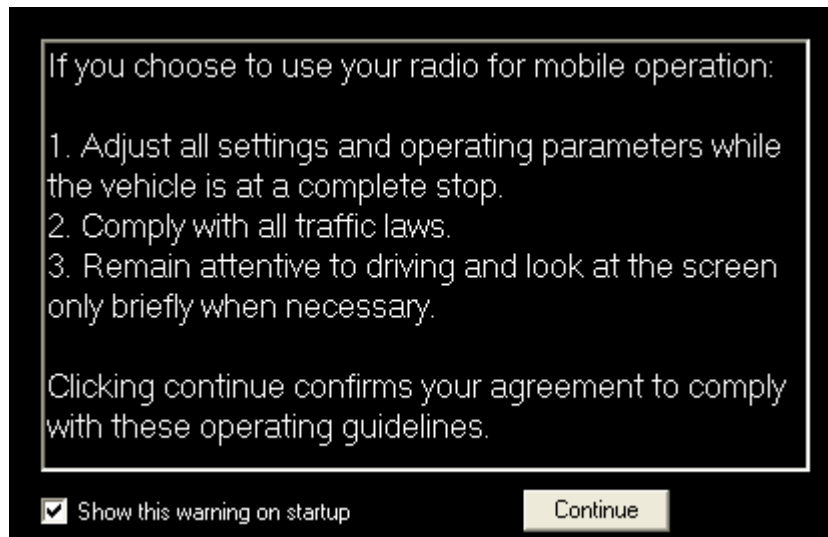 If you choose to use your radio for mobile operation:
1. Adjust all settings and operating parameters while
the vehicle is at a complete stop.
2. Comply with all traffic laws.
3. Remain attentive to driving and look at the screen
only briefly when necessary.
Clicking continue confirms your agreement to comply
with these operating guidelines.
Show this warning on startup
Continue